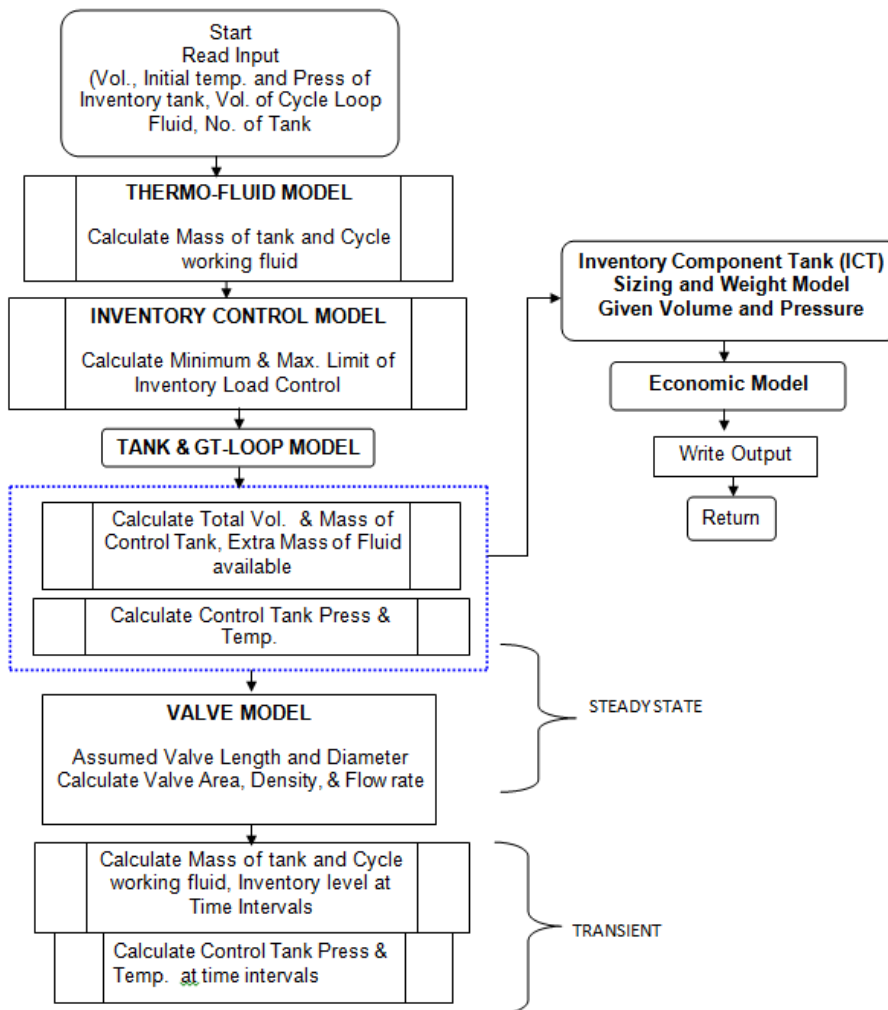 Start
Read Input
(Vol., Initial temp. and Press of
Inventory tank, Vol. of Cycle Loop
Fluid, No. of Tank
THERMO-FLUID MODEL
Calculate Mass of tank and Cycle
working fluid
INVENTORY CONTROL MODEL
Calculate Minimum & Max. Limit of
Inventory Load Control
TANK & GT-LOOP MODEL
Calculate Total Vol. & Mass of
Control Tank, Extra Mass of Fluid
available
Calculate Control Tank Press &
Temp.
VALVE MODEL
Assumed Valve Length and Diameter
Calculate Valve Area, Density, & Flow rate
Calculate Mass of tank and Cycle
working fluid, Inventory level at
Time Intervals
Calculate Control Tank Press &
Temp. at time intervals
Inventory Component Tank (ICT)
Sizing and Weight Model
Given Volume and Pressure
Economic Model
Write Output
Return
STEADY STATE
TRANSIENT